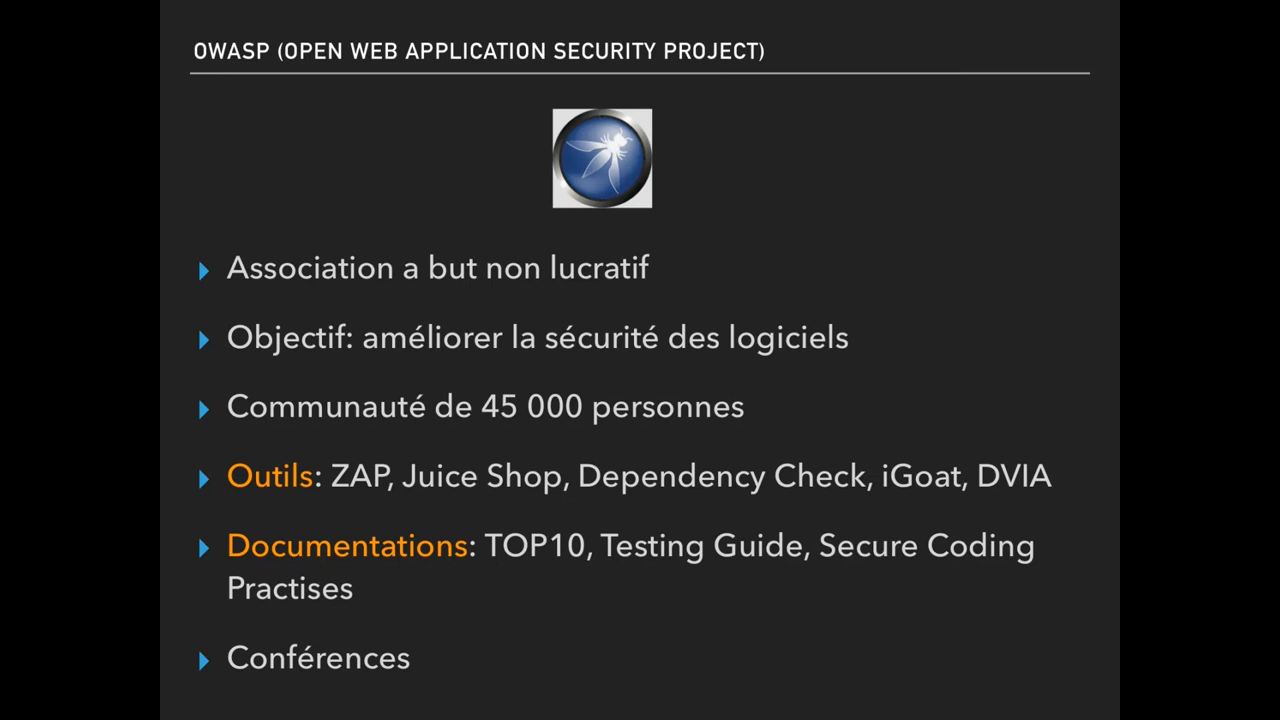 OWASP (OPEN WEB APPLICATION SECURITY PROJECT)
Association a but non lucratif
Objectif: améliorer la sécurité des logiciels
Communauté de 45 000 personnes
Outils: ZAP, Juice Shop, Dependency Check, iGoat, DVIA
Documentations: TOP10, Testing Guide, Secure Coding
Practises
Conférences